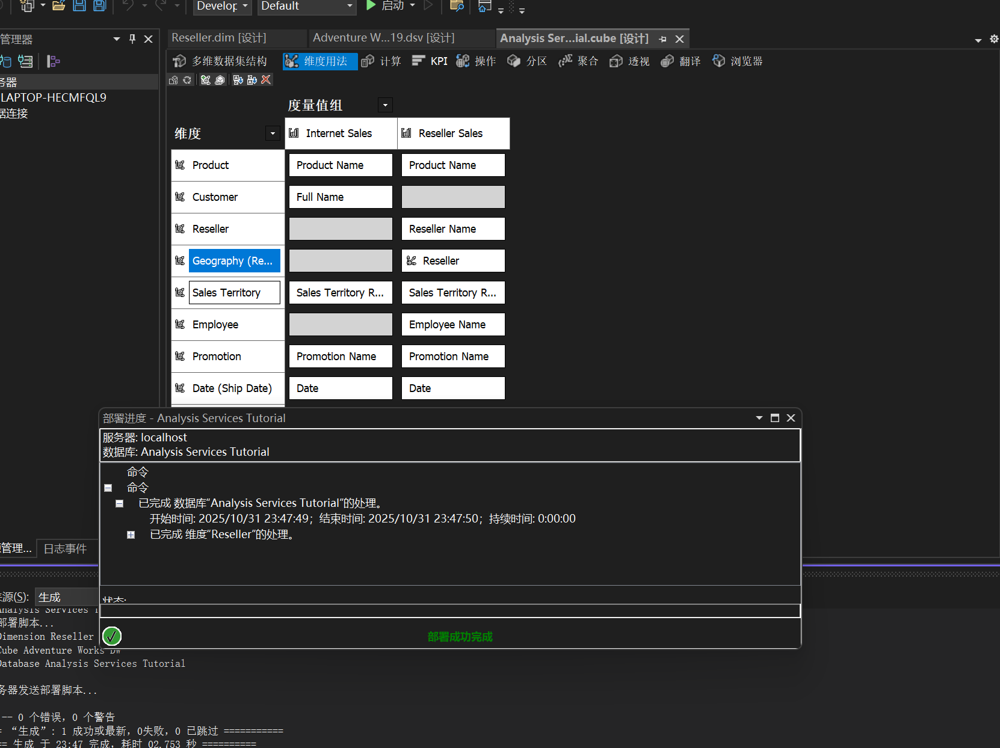 Develop
Default
启动
管理器
Reseller.dim [设计]
Adventure W...19.dsv [设计]
Analysis Ser...ial.cube [设计]
多维数据集结构
维度用法
计算
KPI
操作
分区
聚合
透视
翻译
浏览器
务器
LAPTOP-HECMFQL9
据连接
度量值组
维度
Internet Sales
Reseller Sales
Product
Product Name
Product Name
Customer
Full Name
Reseller
Reseller Name
Geography (Re...
Reseller
Sales Territory
Sales Territory R...
Sales Territory R...
Employee
Employee Name
Promotion
Promotion Name
Promotion Name
Date (Ship Date)
Date
Date
部署进度 - Analysis Services Tutorial
服务器: localhost
数据库: Analysis Services Tutorial
命令
命令
已完成 数据库“Analysis Services Tutorial”的处理。
开始时间: 2025/10/31 23:47:49；结束时间: 2025/10/31 23:47:50；持续时间: 0:00:00
已完成 维度“Reseller”的处理。
状态:
部署成功完成
管理...
日志事件
源(S):
生成
Analysis Services T
部署脚本...
Dimension Reseller
Cube Adventure Works DW
Database Analysis Services Tutorial
务器发送部署脚本...
-- 0 个错误，0 个警告
= “生成”: 1 成功或最新，0失败，0 已跳过 ===========
== 生成 于 23:47 完成，耗时 02.753 秒 ==========